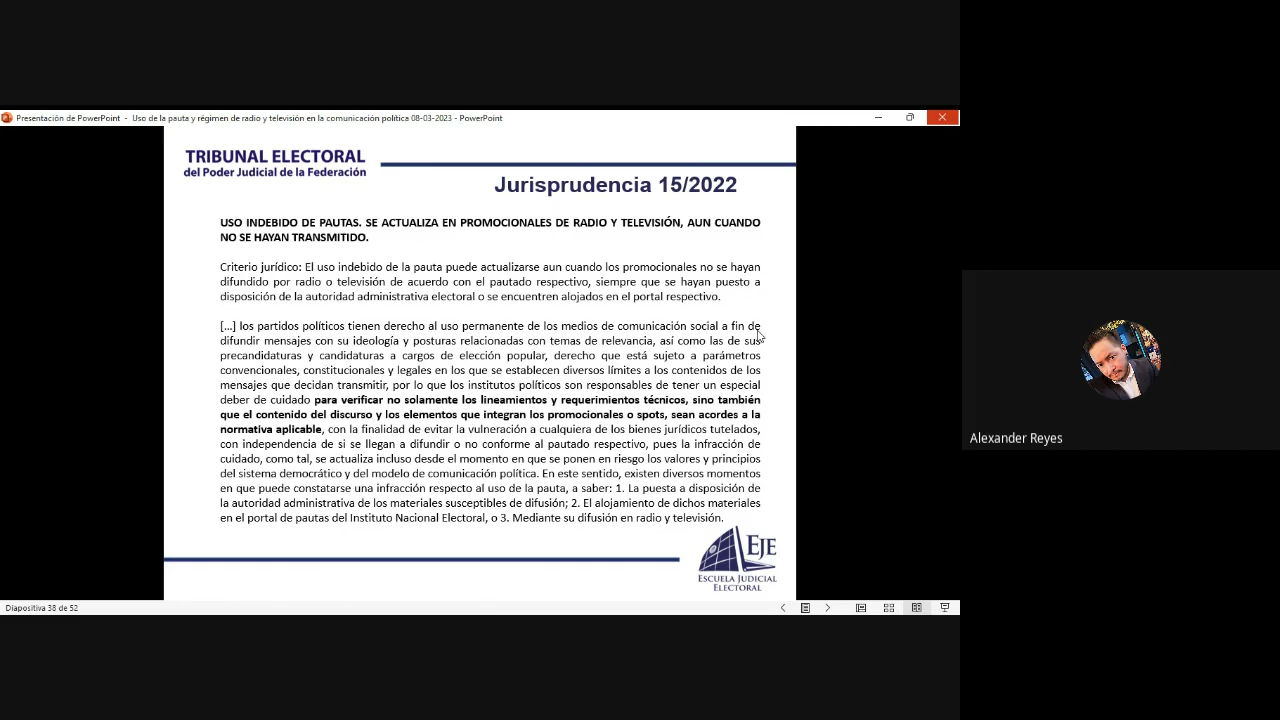 Presentación de PowerPoint - Uso de la pauta y régimen de radio y televisión en la comunicación política 08-03-2023 - PowerPoint
TRIBUNAL ELECTORAL
del Poder Judicial de la Federación
Jurisprudencia 15/2022
USO INDEBIDO DE PAUTAS. SE ACTUALIZA EN PROMOCIONALES DE RADIO Y TELEVISIÓN, AUN CUANDO
NO SE HAYAN TRANSMITIDO.
Criterio jurídico: El uso indebido de la pauta puede actualizarse aun cuando los promocionales no se hayan
difundido por radio o televisión de acuerdo con el pautado respectivo, siempre que se hayan puesto a
disposición de la autoridad administrativa electoral o se encuentren alojados en el portal respectivo.
[...] los partidos políticos tienen derecho al uso permanente de los medios de comunicación social a fin de
difundir mensajes con su ideología y posturas relacionadas con temas de relevancia, así como las de sus
precandidaturas y candidaturas a cargos de elección popular, derecho que está sujeto a parámetros
convencionales, constitucionales y legales en los que se establecen diversos límites a los contenidos de los
mensajes que decidan transmitir, por lo que los institutos políticos son responsables de tener un especial
deber de cuidado para verificar no solamente los lineamientos y requerimientos técnicos, sino también
que el contenido del discurso y los elementos que integran los promocionales o spots, sean acordes a la
normativa aplicable, con la finalidad de evitar la vulneración a cualquiera de los bienes jurídicos tutelados,
con independencia de si se llegan a difundir o no conforme al pautado respectivo, pues la infracción de
cuidado, como tal, se actualiza incluso desde el momento en que se ponen en riesgo los valores y principios
del sistema democrático y del modelo de comunicación política. En este sentido, existen diversos momentos
en que puede constatarse una infracción respecto al uso de la pauta, a saber: 1. La puesta a disposición de
la autoridad administrativa de los materiales susceptibles de difusión; 2. El alojamiento de dichos materiales
en el portal de pautas del Instituto Nacional Electoral, o 3. Mediante su difusión en radio y televisión.
EJE
ESCUELA JUDICIAL
ELECTORAL
Diapositiva 38 de 52
Alexander Reyes